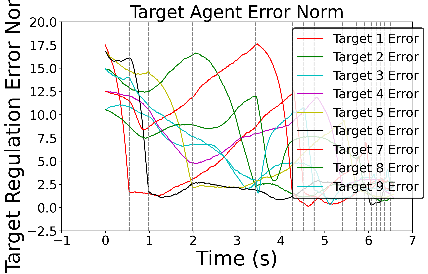 Target Agent Error Norm
Target Regulation Error Nor
20.0
17.5
15.0
12.5
10.0
7.5
5.0
2.5
0.0
−2.5
−1 0 1 2 3 4 5 6 7
Time (s)
Target 1 Error
Target 2 Error
Target 3 Error
Target 4 Error
Target 5 Error
Target 6 Error
Target 7 Error
Target 8 Error
Target 9 Error